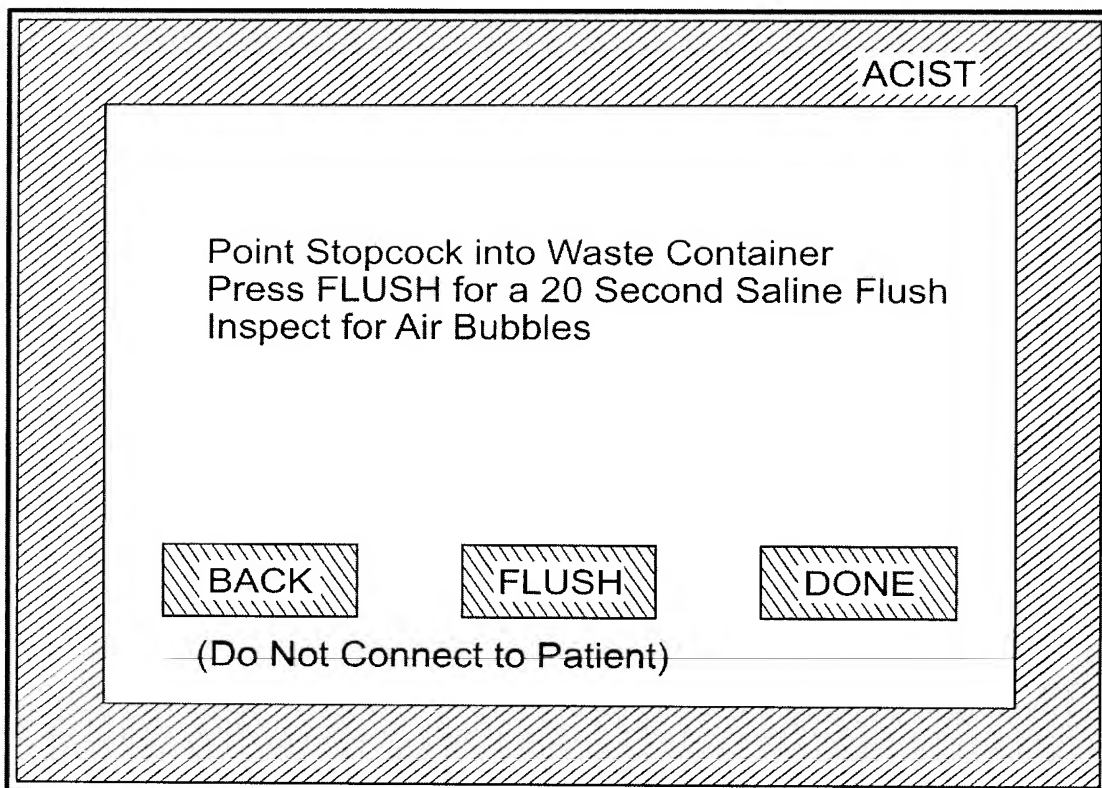 ACIST
Point Stopcock into Waste Container
Press FLUSH for a 20 Second Saline Flush
Inspect for Air Bubbles
BACK FLUSH DONE
(Do Not Connect to Patient)